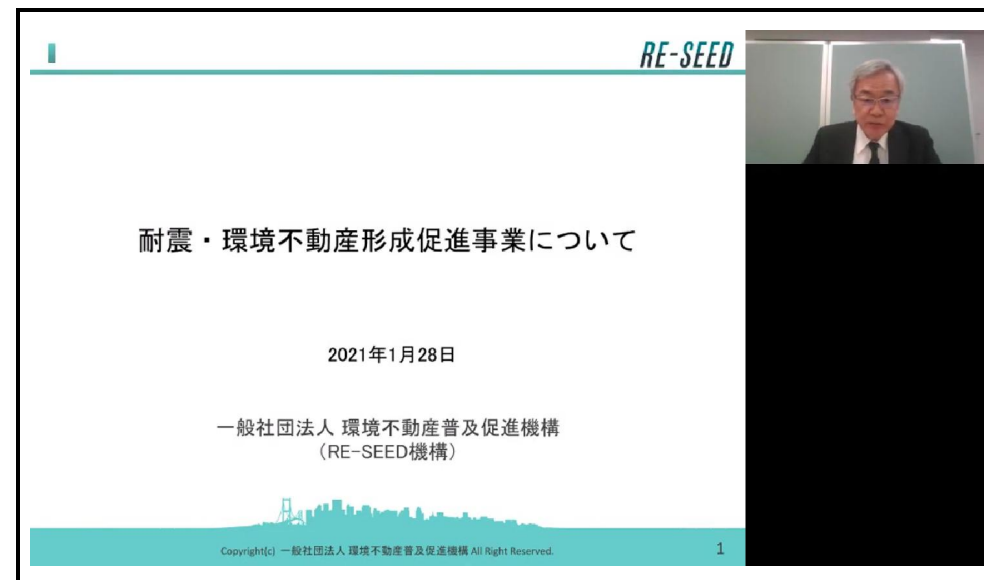 RE-SEED
耐震・環境不動産形成促進事業について
2021年1月28日
一般社団法人 環境不動産普及促進機構
（RE-SEED機構）
Copyright(c) 一般社団法人 環境不動産普及促進機構 All Right Reserved.
1